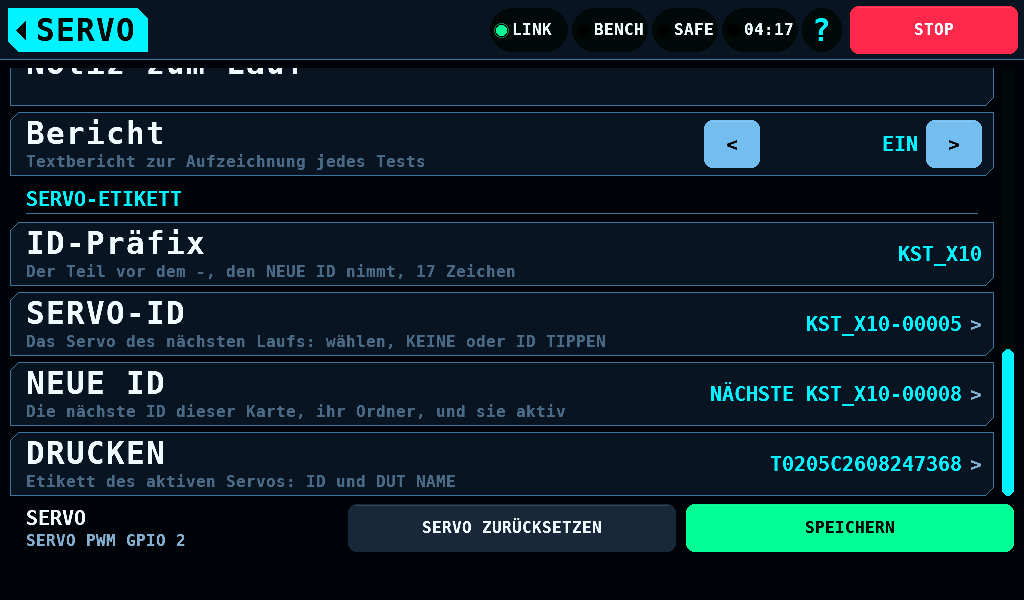 SERVO
LINK
BENCH
SAFE
04:17
?
STOP
Notiz zum Lauf
Bericht
Textbericht zur Aufzeichnung jedes Tests
<
EIN
>
SERVO-ETIKETT
ID-Präfix
Der Teil vor dem -, den NEUE ID nimmt, 17 Zeichen
KST_X10
SERVO-ID
Das Servo des nächsten Laufs: wählen, KEINE oder ID TIPPEN
KST_X10-00005 >
NEUE ID
Die nächste ID dieser Karte, ihr Ordner, und sie aktiv
NÄCHSTE KST_X10-00008 >
DRUCKEN
Etikett des aktiven Servos: ID und DUT NAME
T0205C2608247368 >
SERVO
SERVO PWM GPIO 2
SERVO ZURÜCKSETZEN
SPEICHERN